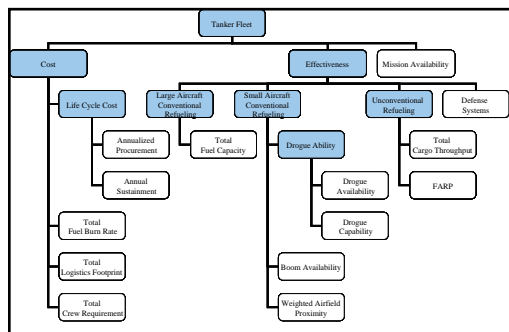 Tanker Fleet
Cost
Effectiveness
Mission Availability
Life Cycle Cost
Large Aircraft
Conventional
Refueling
Small Aircraft
Conventional
Refueling
Unconventional
Refueling
Defense
Systems
Annualized
Procurement
Total
Fuel Capacity
Drogue Ability
Total
Cargo Throughput
Annual
Sustainment
Drogue
Availability
FARP
Total
Fuel Burn Rate
Drogue
Capability
Total
Logistics Footprint
Boom Availability
Total
Crew Requirement
Weighted Airfield
Proximity